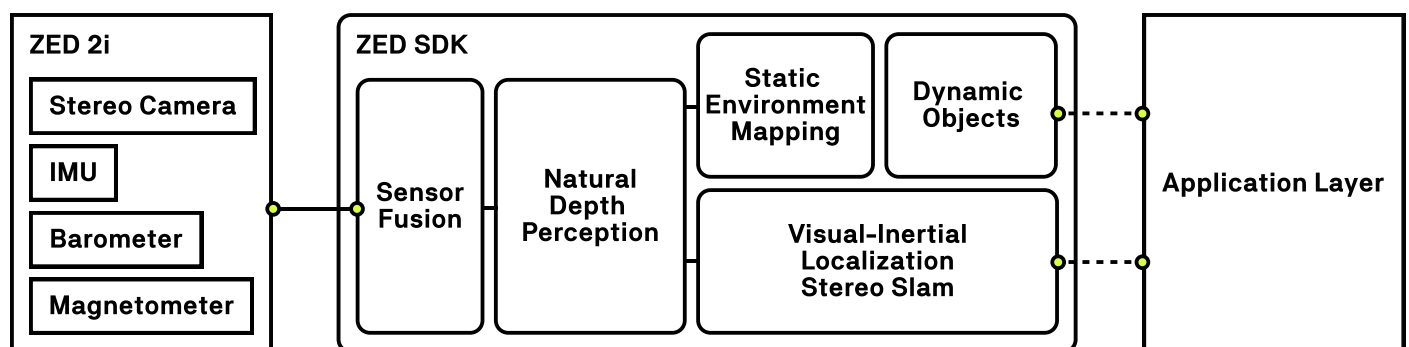 ZED 2i
Stereo Camera
IMU
Barometer
Magnetometer
ZED SDK
Sensor
Fusion
Natural
Depth
Perception
Static
Environment
Mapping
Dynamic
Objects
Visual-Inertial
Localization
Stereo Slam
Application Layer